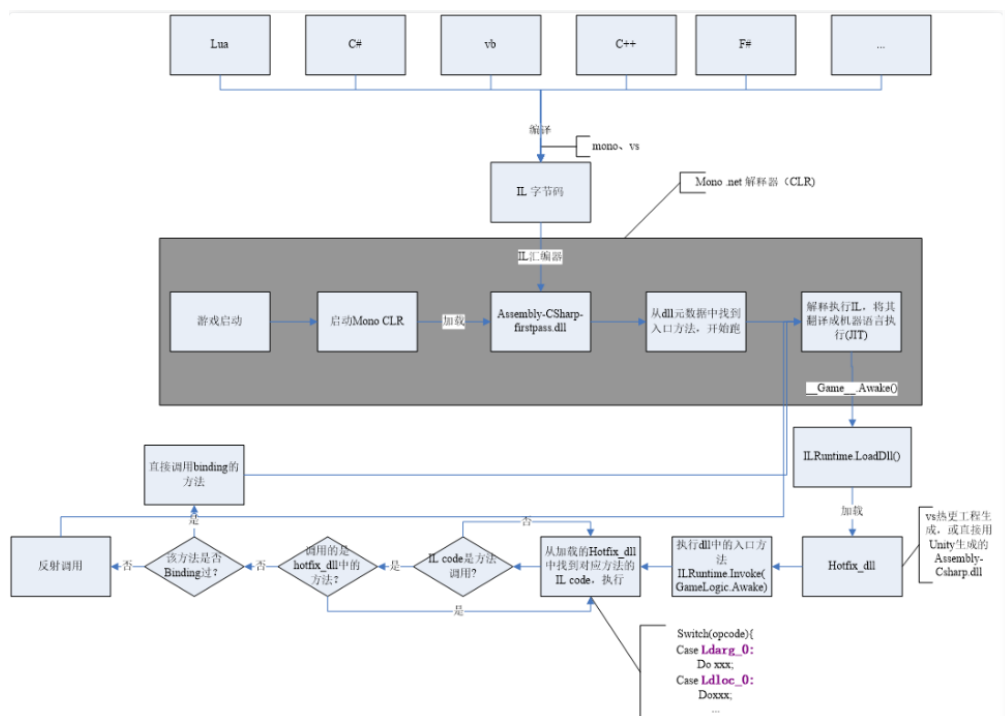 Lua
C#
vb
C++
F#
...
编译
mono、vs
IL 字节码
Mono .net 解释器（CLR)
IL汇编器
游戏启动
启动Mono CLR
加载
Assembly-CSharp-
firstpass.dll
从dll元数据中找到
入口方法，开始跑
解释执行IL，将其
翻译成机器语言执
行(JIT)
__Game__.Awake()
ILRuntime.LoadDll()
加载
直接调用binding的
方法
是
反射调用
否
该方法是否
Binding过？
否
调用的是
hotfix_dll中的
方法？
是
IL code是方法
调用?
否
是
从加载的Hotfix_dll
中找到对应方法的
IL code，执行
执行dll中的入口方
法
ILRuntime.Invoke(
GameLogic.Awake)
Hotfix_dll
vs热更工程生
成，或直接用
Unity生成的
Assembly-
Csharp.dll
Switch(opcode){
Case Ldarg_0:
Do xxx;
Case Ldloc_0:
Doxxx;
...